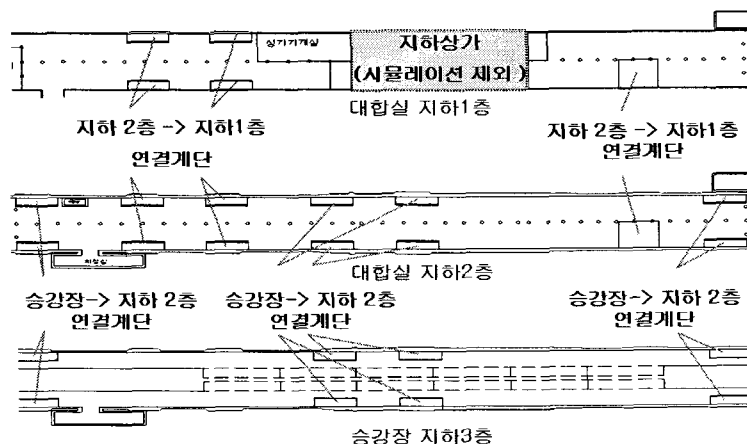 상가기계실
지하상가
(시뮬레이션 제외 )
대합실 지하1층
지하 2층 -> 지하1층
연결계단
지하 2층 -> 지하1층
연결계단
화장실
대합실 지하2층
승강장-> 지하 2층
연결계단
승강장-> 지하 2층
연결계단
승강장-> 지하 2층
연결계단
승강장 지하3층